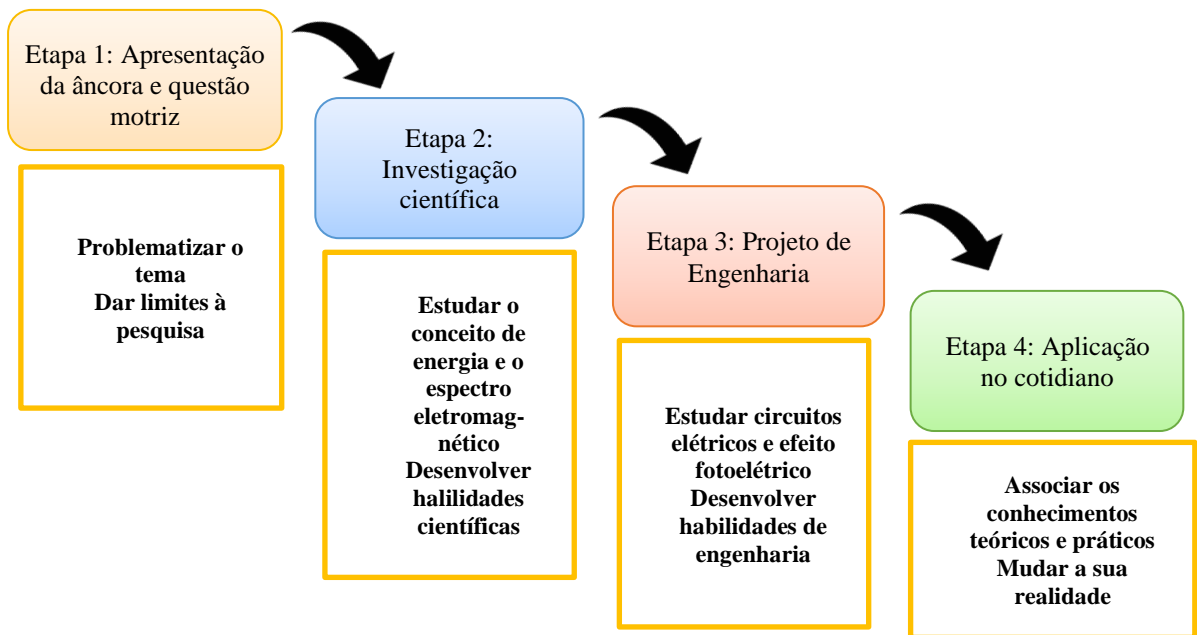 Etapa 1: Apresentação
da âncora e questão
motriz
Problematizar o
tema
Dar limites à
pesquisa
Etapa 2:
Investigação
científica
Estudar o
conceito de
energia e o
espectro
eletromag-
nético
Desenvolver
halilidades
científicas
Etapa 3: Projeto de
Engenharia
Estudar circuitos
elétricos e efeito
fotoelétrico
Desenvolver
habilidades de
engenharia
Etapa 4: Aplicação
no cotidiano
Associar os
conhecimentos
teóricos e práticos
Mudar a sua
realidade